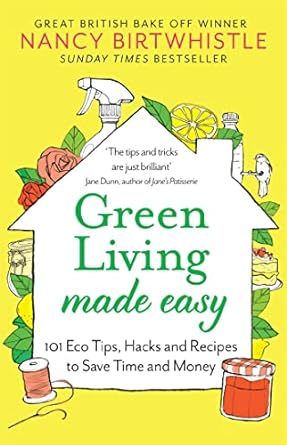 GREAT BRITISH BAKE OFF WINNER
NANCY BIRTWHISTLE
SUNDAY TIMES BESTSELLER
'The tips and tricks
are just brilliant'
Jane Dunn, author of Jane's Patisserie
Green
Living
made easy
101 Eco Tips, Hacks and Recipes
to Save Time and Money